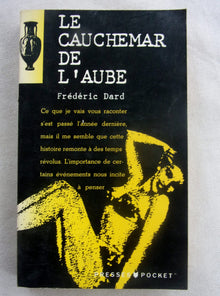 LE
CAUCHEMAR
DE
L'AUBE
Frédéric Dard
Ce que je vais vous raconter
s'est passé l'année dernière,
mais il me semble que cette
histoire remonte à des temps
révolus. L'importance de cer-
tains événements nous incite
à penser
PRESSES POCKET